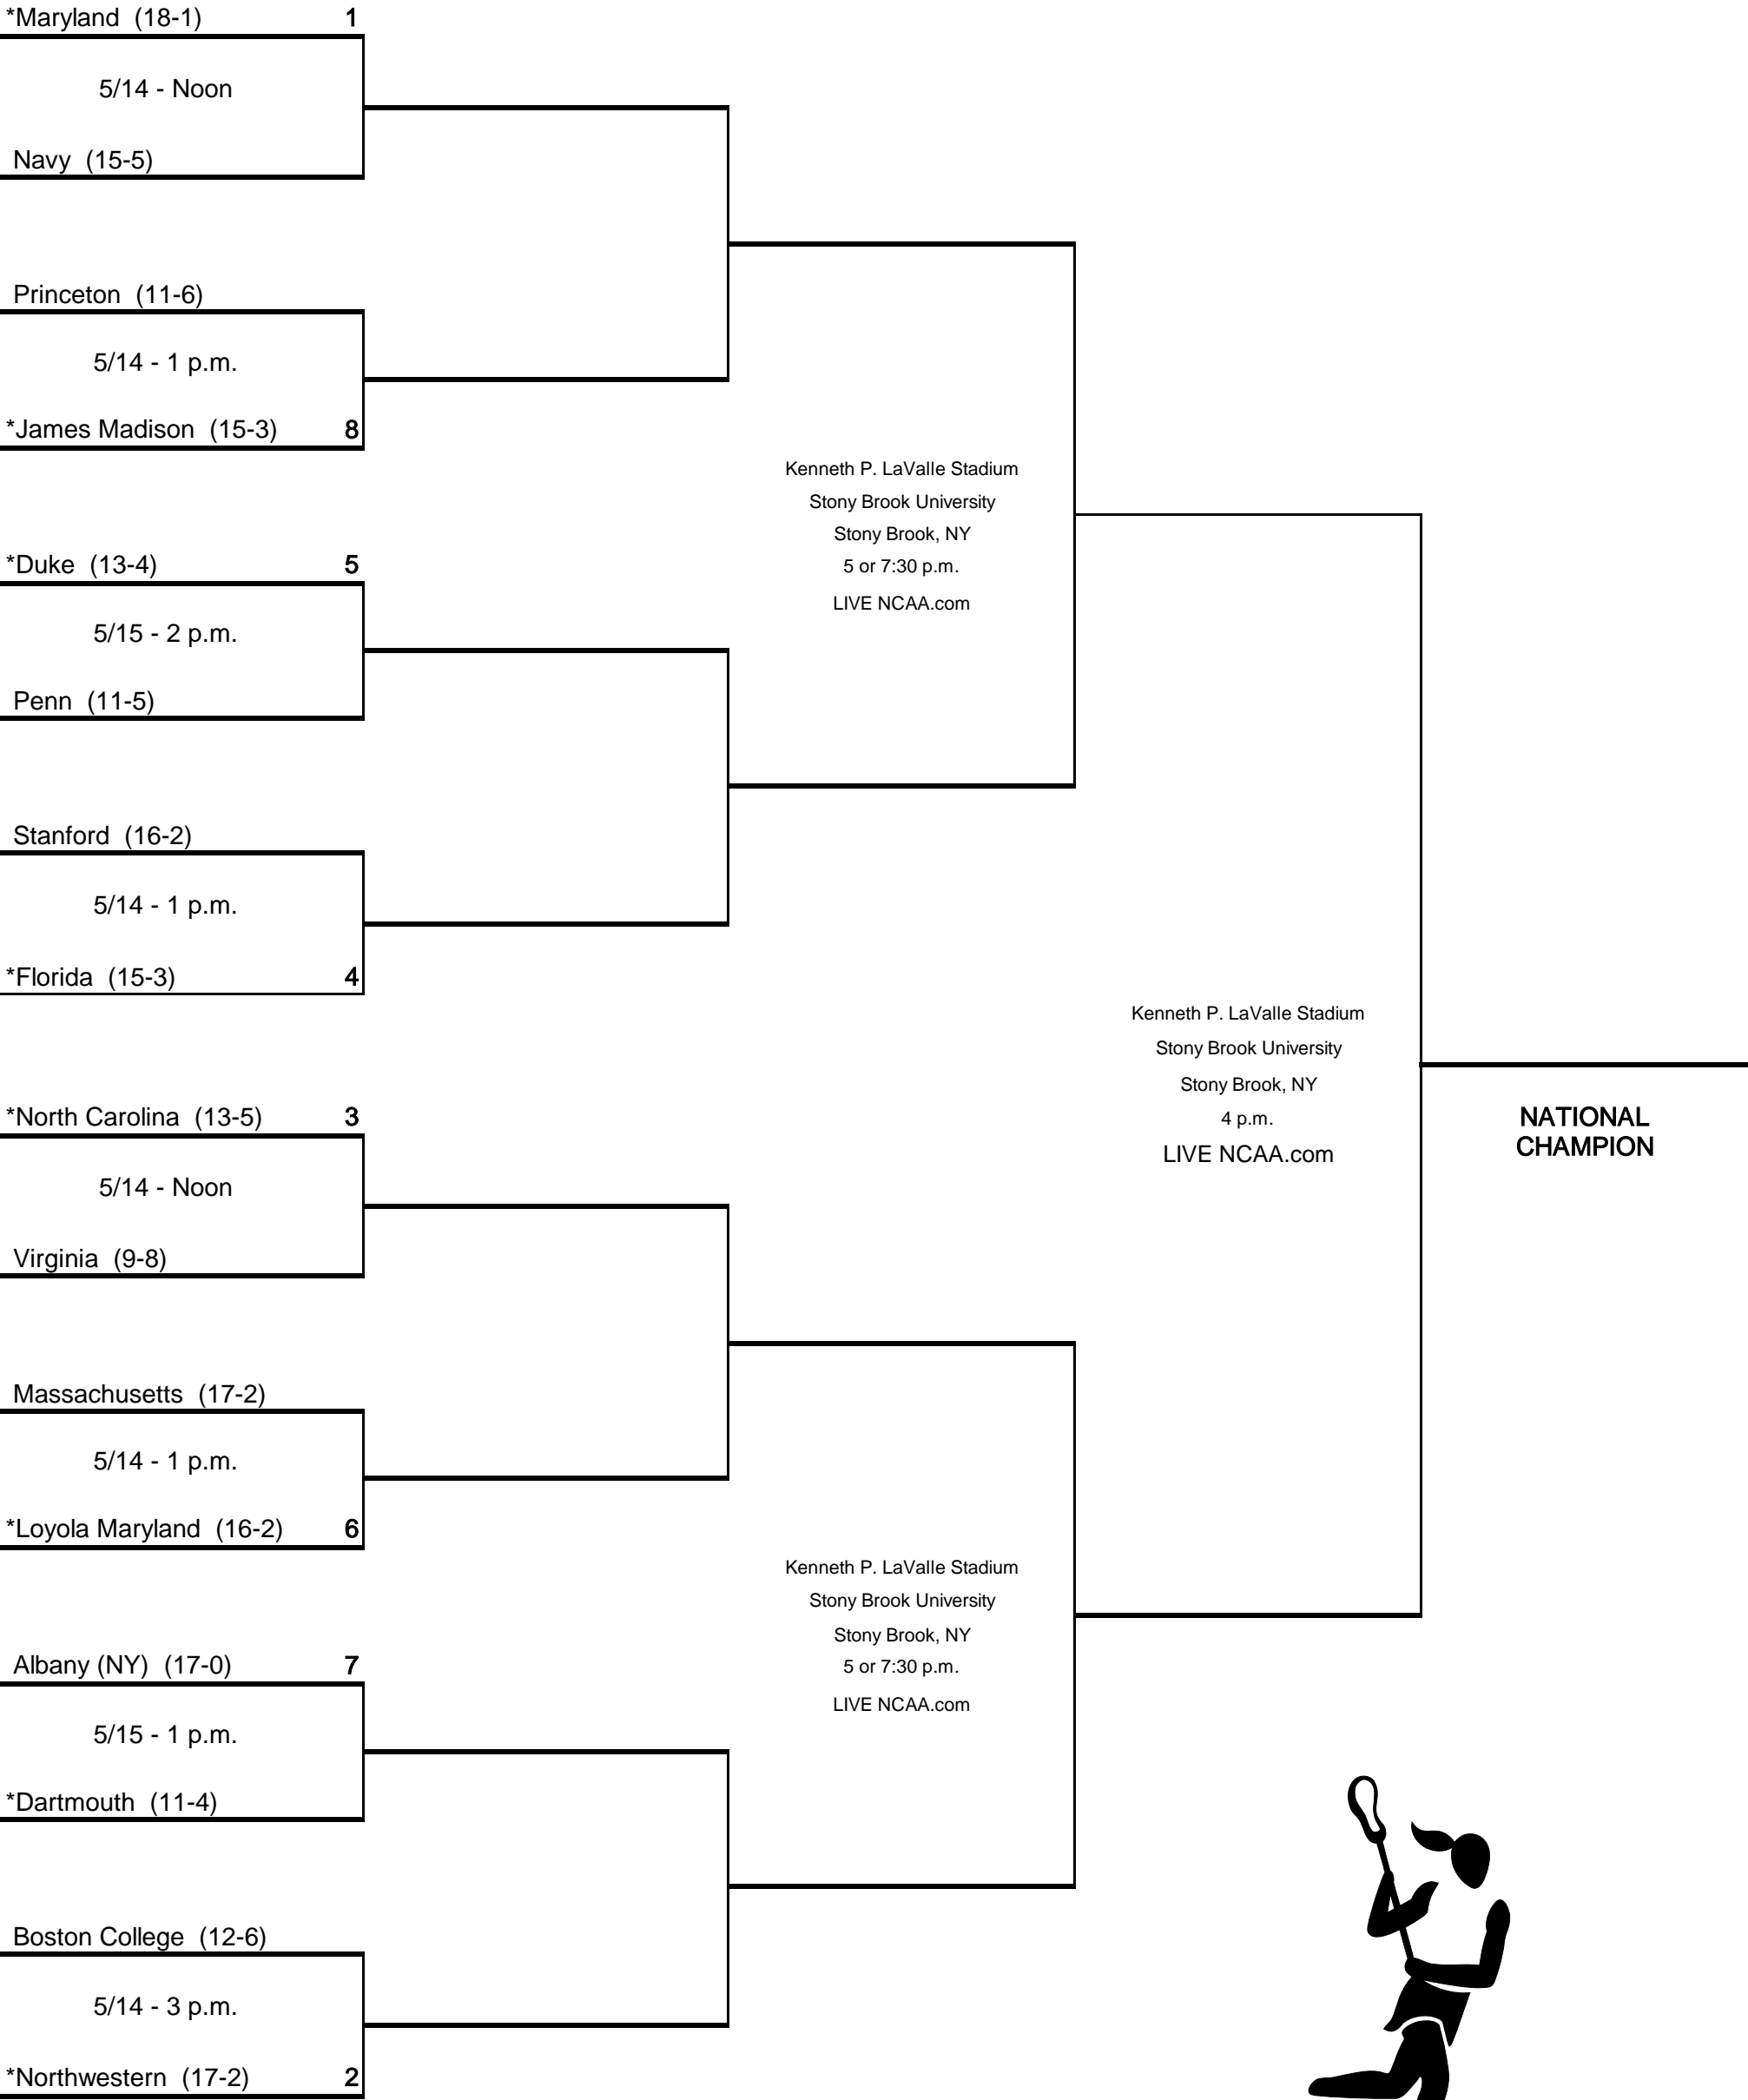 *Maryland (18-1) 1
5/14 - Noon
Navy (15-5)
Princeton (11-6)
5/14 - 1 p.m.
*James Madison (15-3) 8
*Duke (13-4) 5
5/15 - 2 p.m.
Penn (11-5)
Stanford (16-2)
5/14 - 1 p.m.
*Florida (15-3) 4
*North Carolina (13-5) 3
5/14 - Noon
Virginia (9-8)
Massachusetts (17-2)
5/14 - 1 p.m.
*Loyola Maryland (16-2) 6
Albany (NY) (17-0) 7
5/15 - 1 p.m.
*Dartmouth (11-4)
Boston College (12-6)
5/14 - 3 p.m.
*Northwestern (17-2) 2
Kenneth P. LaValle Stadium
Stony Brook University
Stony Brook, NY
5 or 7:30 p.m.
LIVE NCAA.com
Kenneth P. LaValle Stadium
Stony Brook University
Stony Brook, NY
5 or 7:30 p.m.
LIVE NCAA.com
Kenneth P. LaValle Stadium
Stony Brook University
Stony Brook, NY
4 p.m.
LIVE NCAA.com
NATIONAL
CHAMPION